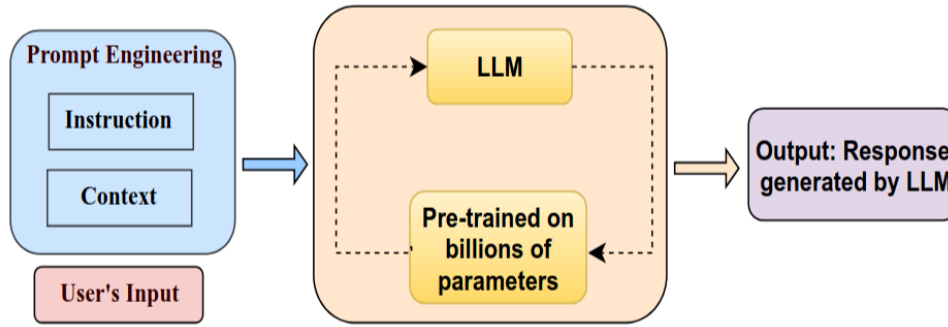 Prompt Engineering
Instruction
Context
User's Input
LLM
Pre-trained on
billions of
parameters
Output: Response
generated by LLM